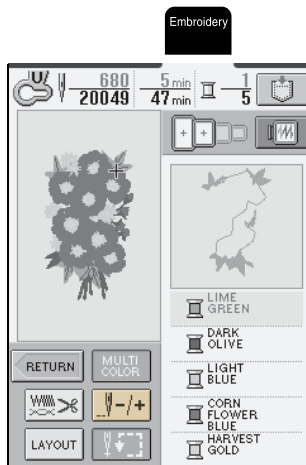 Embroidery
U
680 5 min 1
20049 47 min 5
LIME
GREEN
DARK
OLIVE
LIGHT
BLUE
CORN
FLOWER
BLUE
HARVEST
GOLD
RETURN
MULTI
COLOR
-/+
LAYOUT